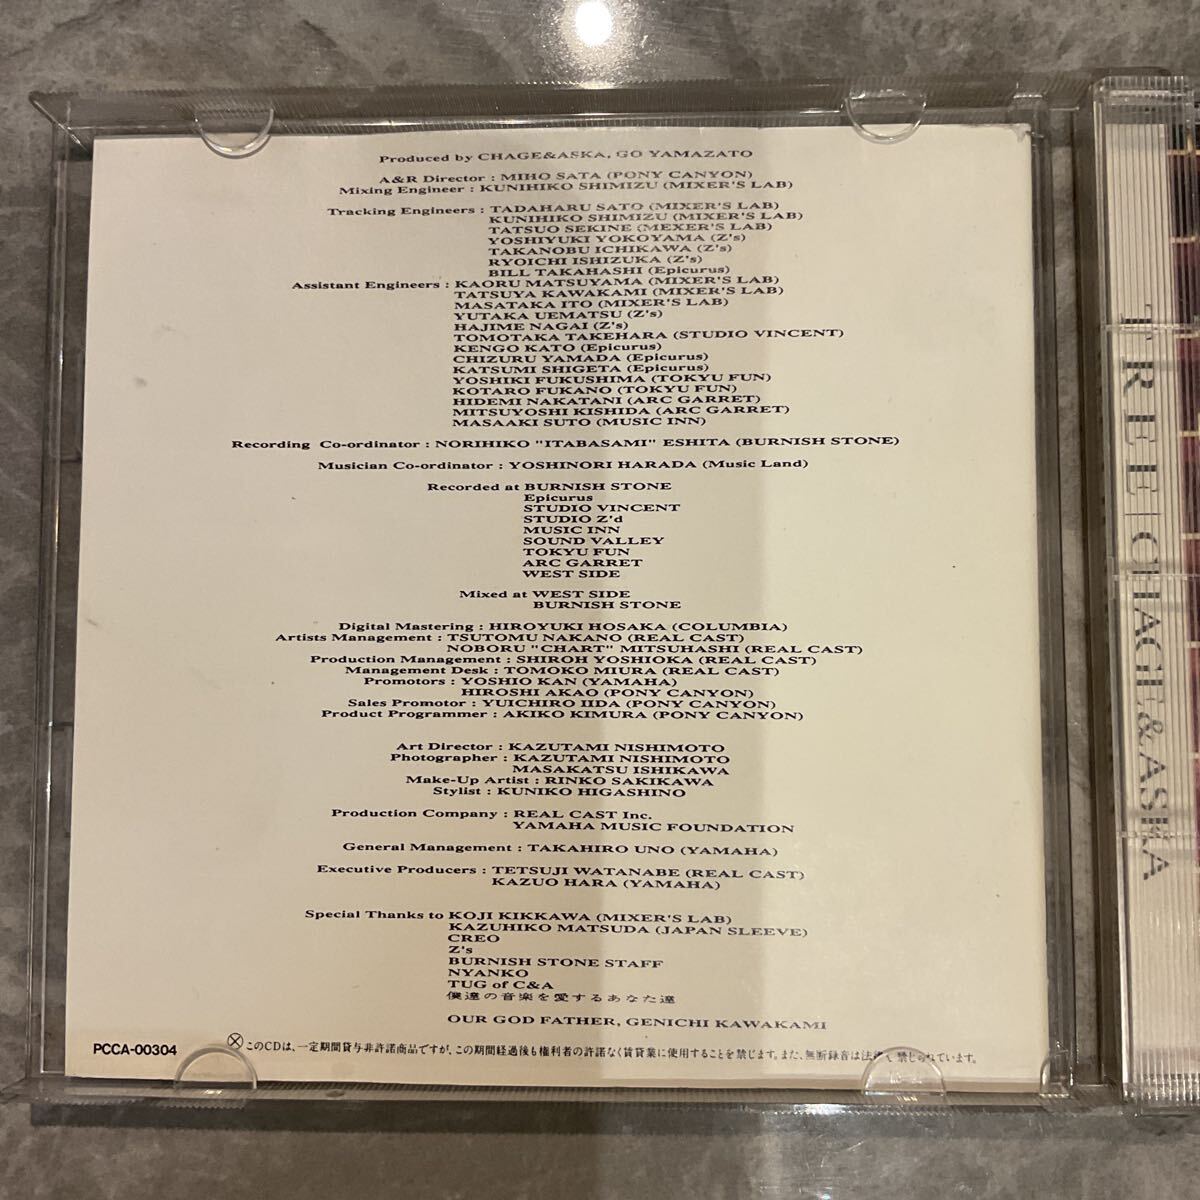 Produced by CHAGE&ASKA, GO YAMAZATO
A&R Director : MIHO SATA (PONY CANYON)
Mixing Engineer : KUNIHIKO SHIMIZU (MIXER'S LAB)
Tracking Engineers : TADAHARU SATO (MIXER'S LAB)
KUNIHIKO SHIMIZU (MIXER'S LAB)
TATSUO SEKINE (MEXER'S LAB)
YOSHIYUKI YOKOYAMA (Z's)
TAKANOBU ICHIKAWA (Z's)
RYOICHI ISHIZUKA (Z's)
BILL TAKAHASHI (Epicurus)
Assistant Engineers : KAORU MATSUYAMA (MIXER'S LAB)
TATSUYA KAWAKAMI (MIXER'S LAB)
MASATAKA ITO (MIXER'S LAB)
YUTAKA UEMATSU (Z's)
HAJIME NAGAI (Z's)
TOMOTAKA TAKEHARA (STUDIO VINCENT)
KENGO KATO (Epicurus)
CHIZURU YAMADA (Epicurus)
KATSUMI SHIGETA (Epicurus)
YOSHIKI FUKUSHIMA (TOKYU FUN)
KOTARO FUKANO (TOKYU FUN)
HIDEMI NAKATANI (ARC GARRET)
MITSUYOSHI KISHIDA (ARC GARRET)
MASAAKI SUTO (MUSIC INN)
Recording Co-ordinator : NORIHIKO "ITABASAMI" ESHITA (BURNISH STONE)
Musician Co-ordinator : YOSHINORI HARADA (Music Land)
Recorded at BURNISH STONE
Epicurus
STUDIO VINCENT
STUDIO Z'd
MUSIC INN
SOUND VALLEY
TOKYU FUN
ARC GARRET
WEST SIDE
Mixed at WEST SIDE
BURNISH STONE
Digital Mastering : HIROYUKI HOSAKA (COLUMBIA)
Artists Management : TSUTOMU NAKANO (REAL CAST)
NOBORU "CHART" MITSUHASHI (REAL CAST)
Production Management : SHIROH YOSHIOKA (REAL CAST)
Management Desk : TOMOKO MIURA (REAL CAST)
Promotors : YOSHIO KAN (YAMAHA)
HIROSHI AKAO (PONY CANYON)
Sales Promotor : YUICHIRO IIDA (PONY CANYON)
Product Programmer : AKIKO KIMURA (PONY CANYON)
Art Director : KAZUTAMI NISHIMOTO
Photographer : KAZUTAMI NISHIMOTO
MASAKATSU ISHIKAWA
Make-Up Artist : RINKO SAKIKAWA
Stylist : KUNIKO HIGASHINO
Production Company : REAL CAST Inc.
YAMAHA MUSIC FOUNDATION
General Management : TAKAHIRO UNO (YAMAHA)
Executive Producers : TETSUJI WATANABE (REAL CAST)
KAZUO HARA (YAMAHA)
Special Thanks to KOJI KIKKAWA (MIXER'S LAB)
KAZUHIKO MATSUDA (JAPAN SLEEVE)
CREO
Z's
BURNISH STONE STAFF
NYANKO
TUG of C&A
僕達の音楽を愛するあなた達
OUR GOD FATHER, GENICHI KAWAKAMI
PCCA-00304
ⓍこのCDは、一定期間貸与非許諾商品ですが、この期間経過後も権利者の許諾なく賃貸業に使用することを禁じます。また、無断録音は法律で禁じられています。
TREE CHAGE&ASKA